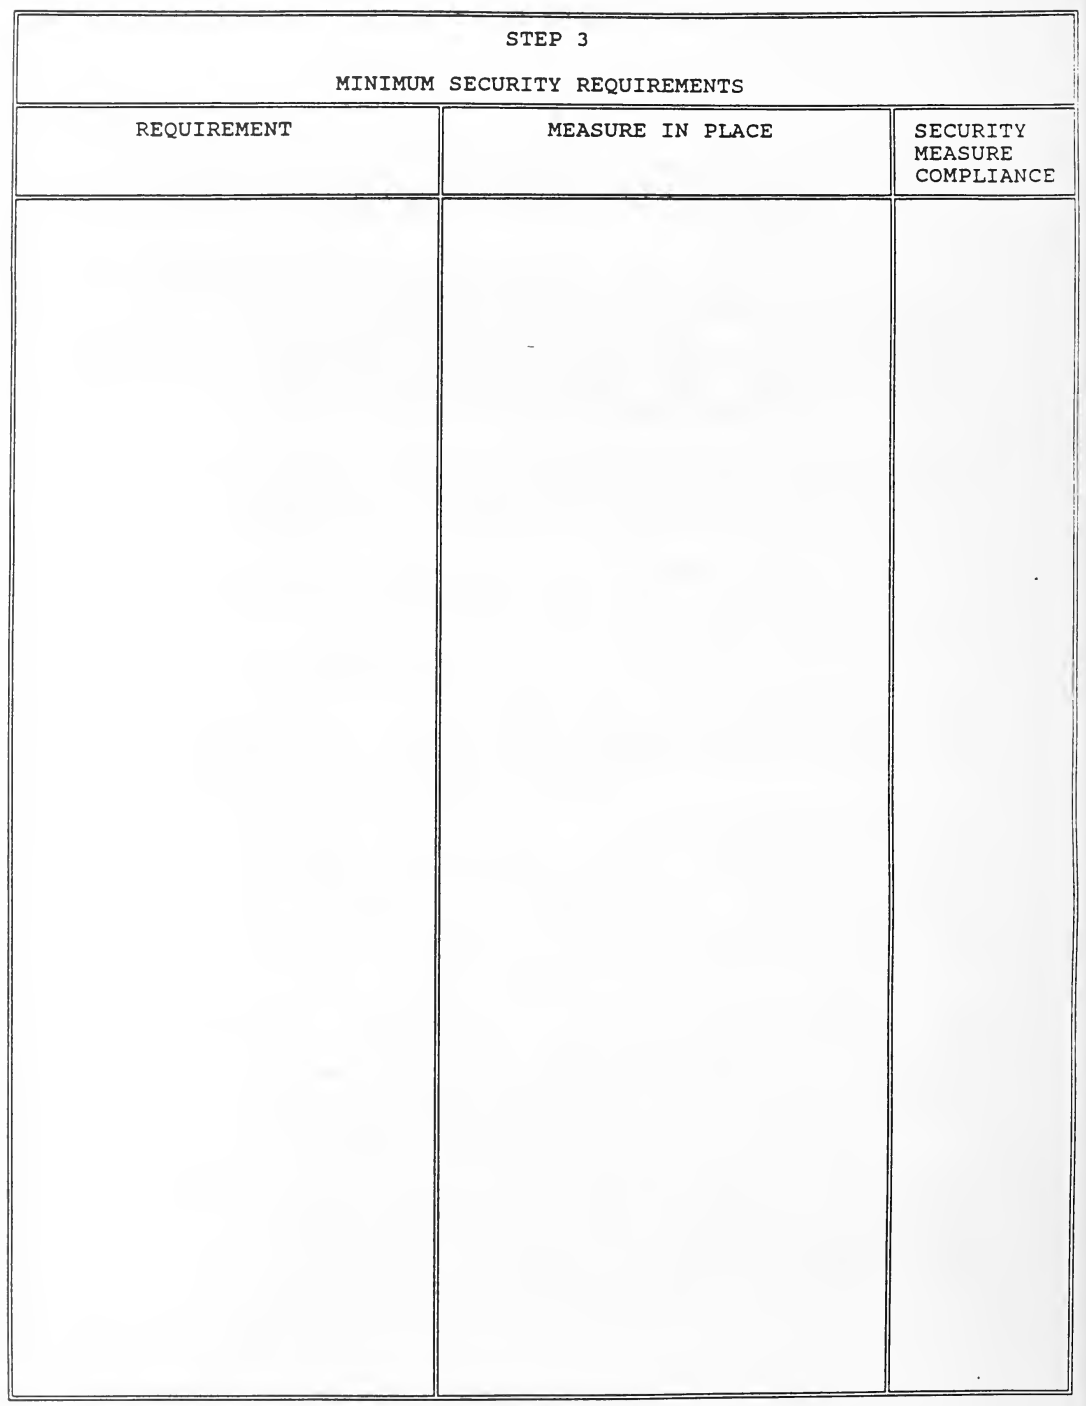 STEP 3
MINIMUM SECURITY REQUIREMENTS
REQUIREMENT
MEASURE IN PLACE
SECURITY
MEASURE
COMPLIANCE